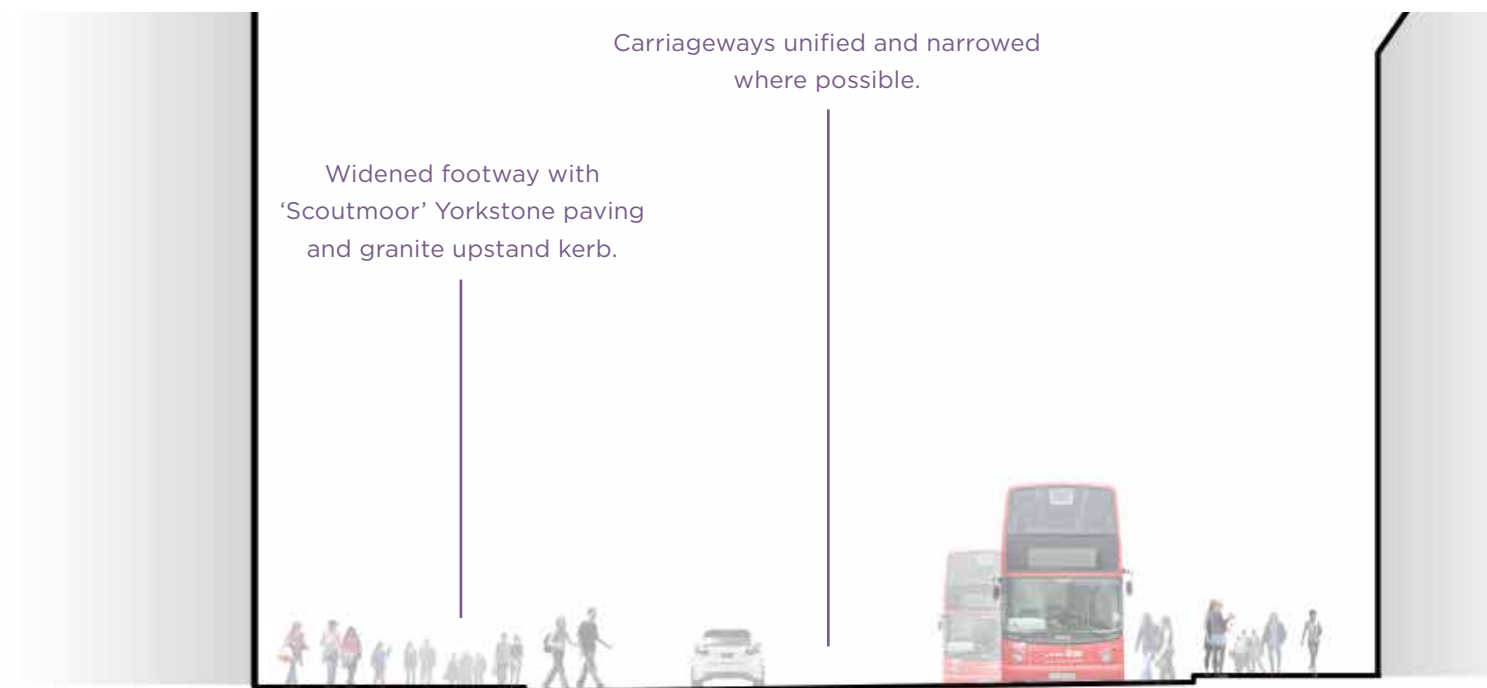 Carriageways unified and narrowed
where possible.
Widened footway with
‘Scoutmoor’ Yorkstone paving
and granite upstand kerb.